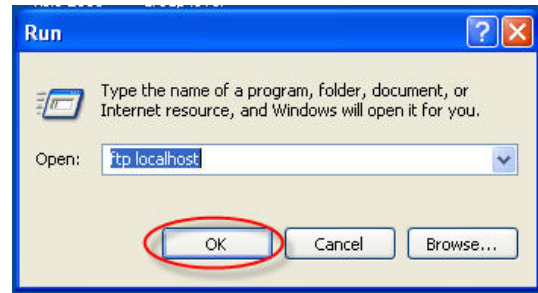 Run
Type the name of a program, folder, document, or
Internet resource, and Windows will open it for you.
Open:
ftp localhost
OK
Cancel
Browse...